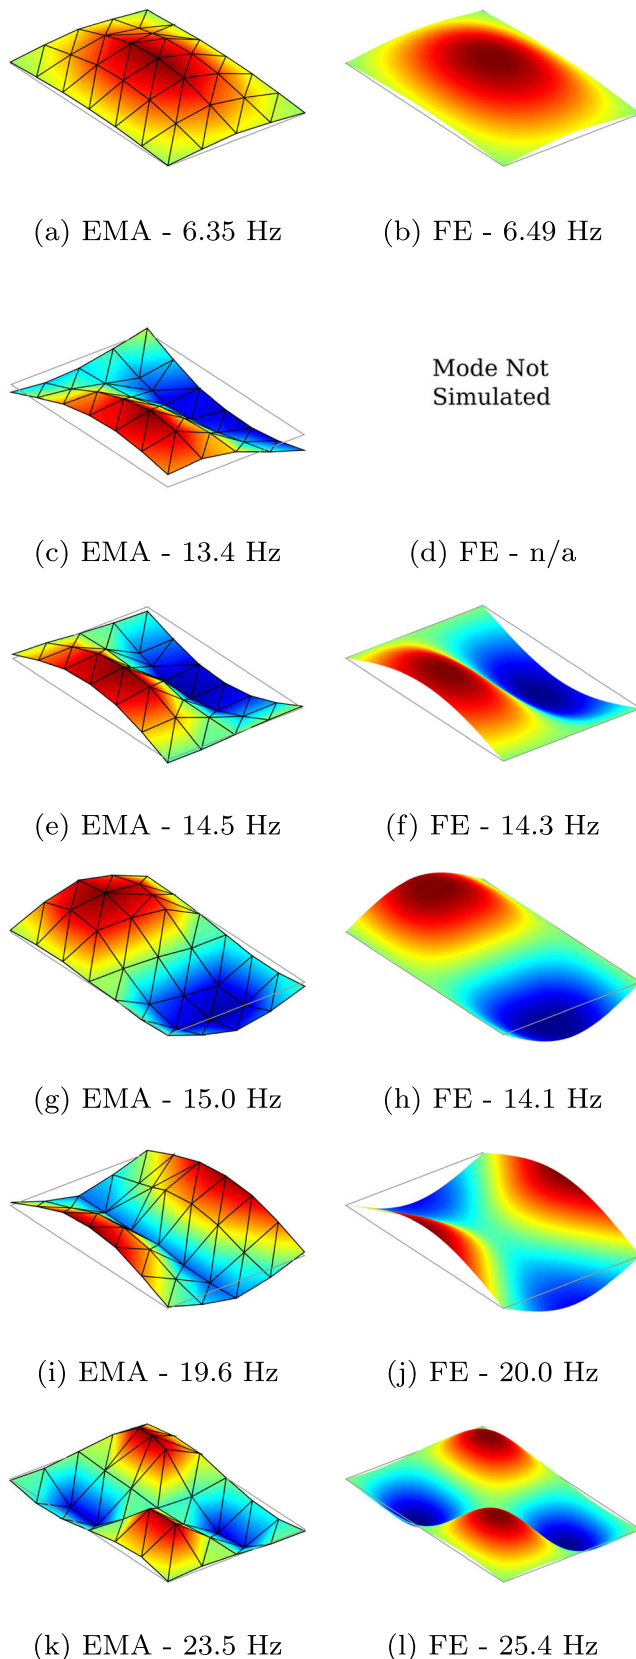 (a) EMA - 6.35 Hz
(b) FE - 6.49 Hz
Mode Not
Simulated
(c) EMA - 13.4 Hz
(d) FE - n/a
(e) EMA - 14.5 Hz
(f) FE - 14.3 Hz
(g) EMA - 15.0 Hz
(h) FE - 14.1 Hz
(i) EMA - 19.6 Hz
(j) FE - 20.0 Hz
(k) EMA - 23.5 Hz
(l) FE - 25.4 Hz